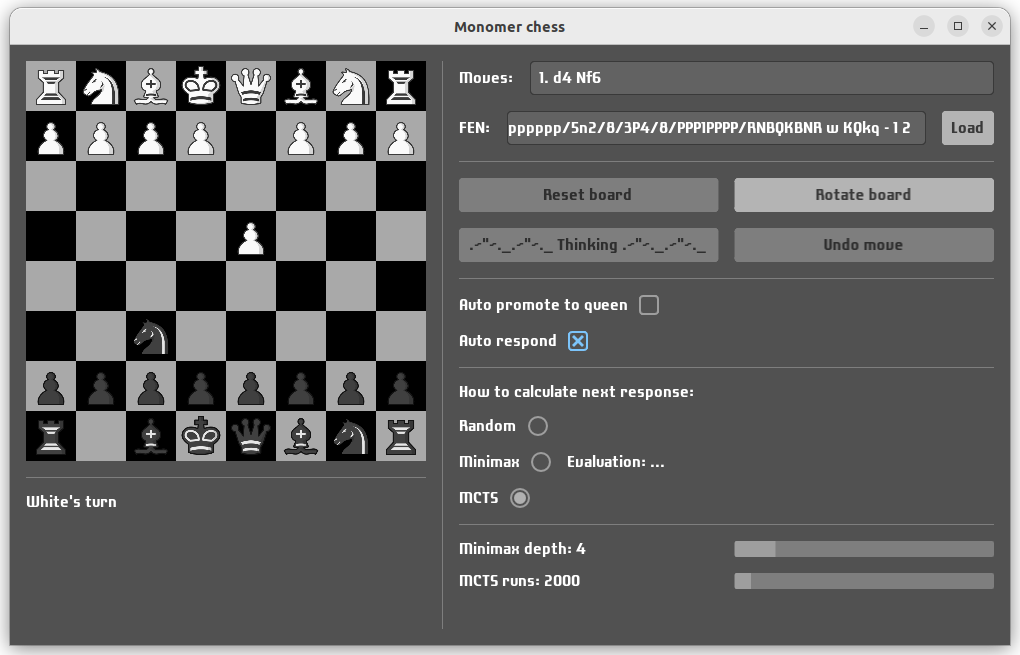 Monomer chess
Moves: 1. d4 Nf6
FEN: pppppp/5n2/8/3P4/8/PPP1PPPP/RNBQKBNR w KQkq - 1 2 Load
Reset board Rotate board
.-"-._.-"-._ Thinking .-"-._.-"-._ Undo move
Auto promote to queen
Auto respond
How to calculate next response:
Random
Minimax Evaluation: ...
MCTS
White's turn
Minimax depth: 4
MCTS runs: 2000